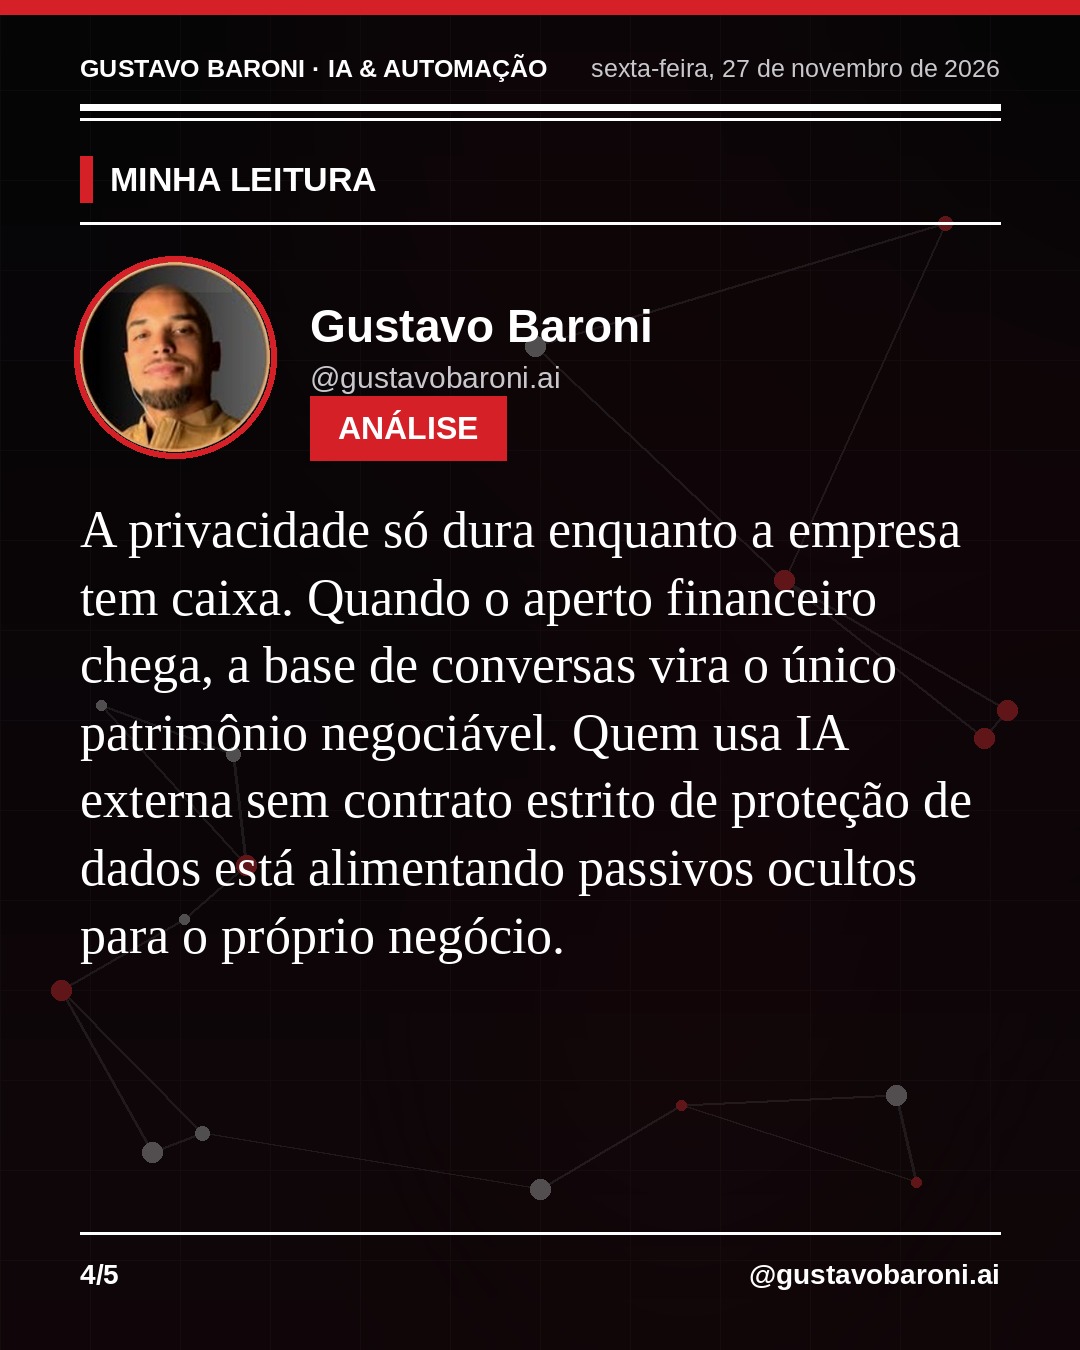 GUSTAVO BARONI · IA & AUTOMAÇÃO
sexta-feira, 27 de novembro de 2026
MINHA LEITURA
Gustavo Baroni
@gustavobaroni.ai
ANÁLISE
A privacidade só dura enquanto a empresa
tem caixa. Quando o aperto financeiro
chega, a base de conversas vira o único
patrimônio negociável. Quem usa IA
externa sem contrato estrito de proteção de
dados está alimentando passivos ocultos
para o próprio negócio.
4/5
@gustavobaroni.ai